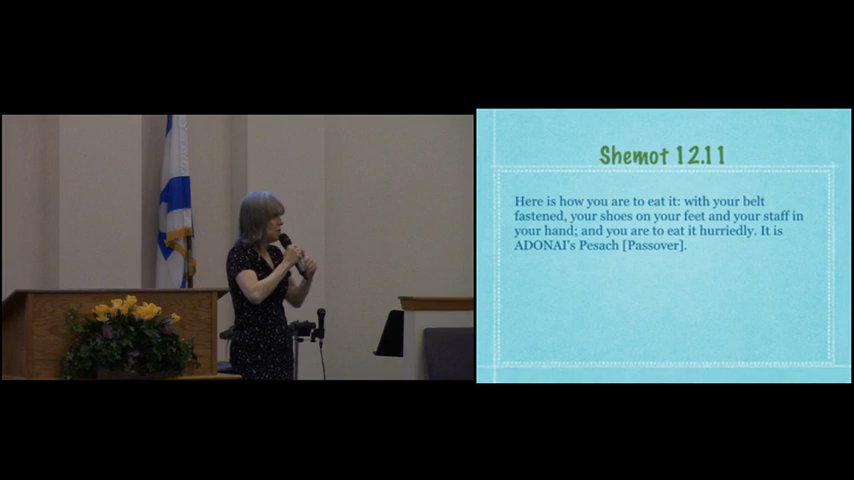 Shemot 12.11
Here is how you are to eat it: with your belt
fastened, your shoes on your feet and your staff in
your hand; and you are to eat it hurriedly. It is
ADONAI's Pesach [Passover].